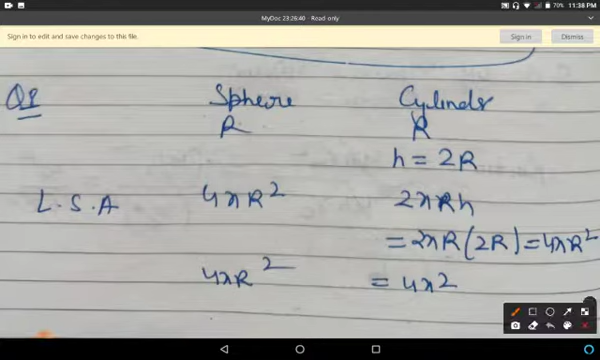 11:38 PM
70%
MyDoc 23:26:40 - Read-only
Sign in to edit and save changes to this file.
Sign in
Dismiss
Q1 Sphere Cylinder
R R
h = 2R
L.S.A 4πR² 2πRh
= 2πR(2R) = 4πR²
4πR² = 4π2